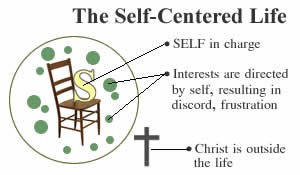 The Self-Centered Life
SELF in charge
S
Interests are directed
by self, resulting in
discord, frustration
Christ is outside
the life